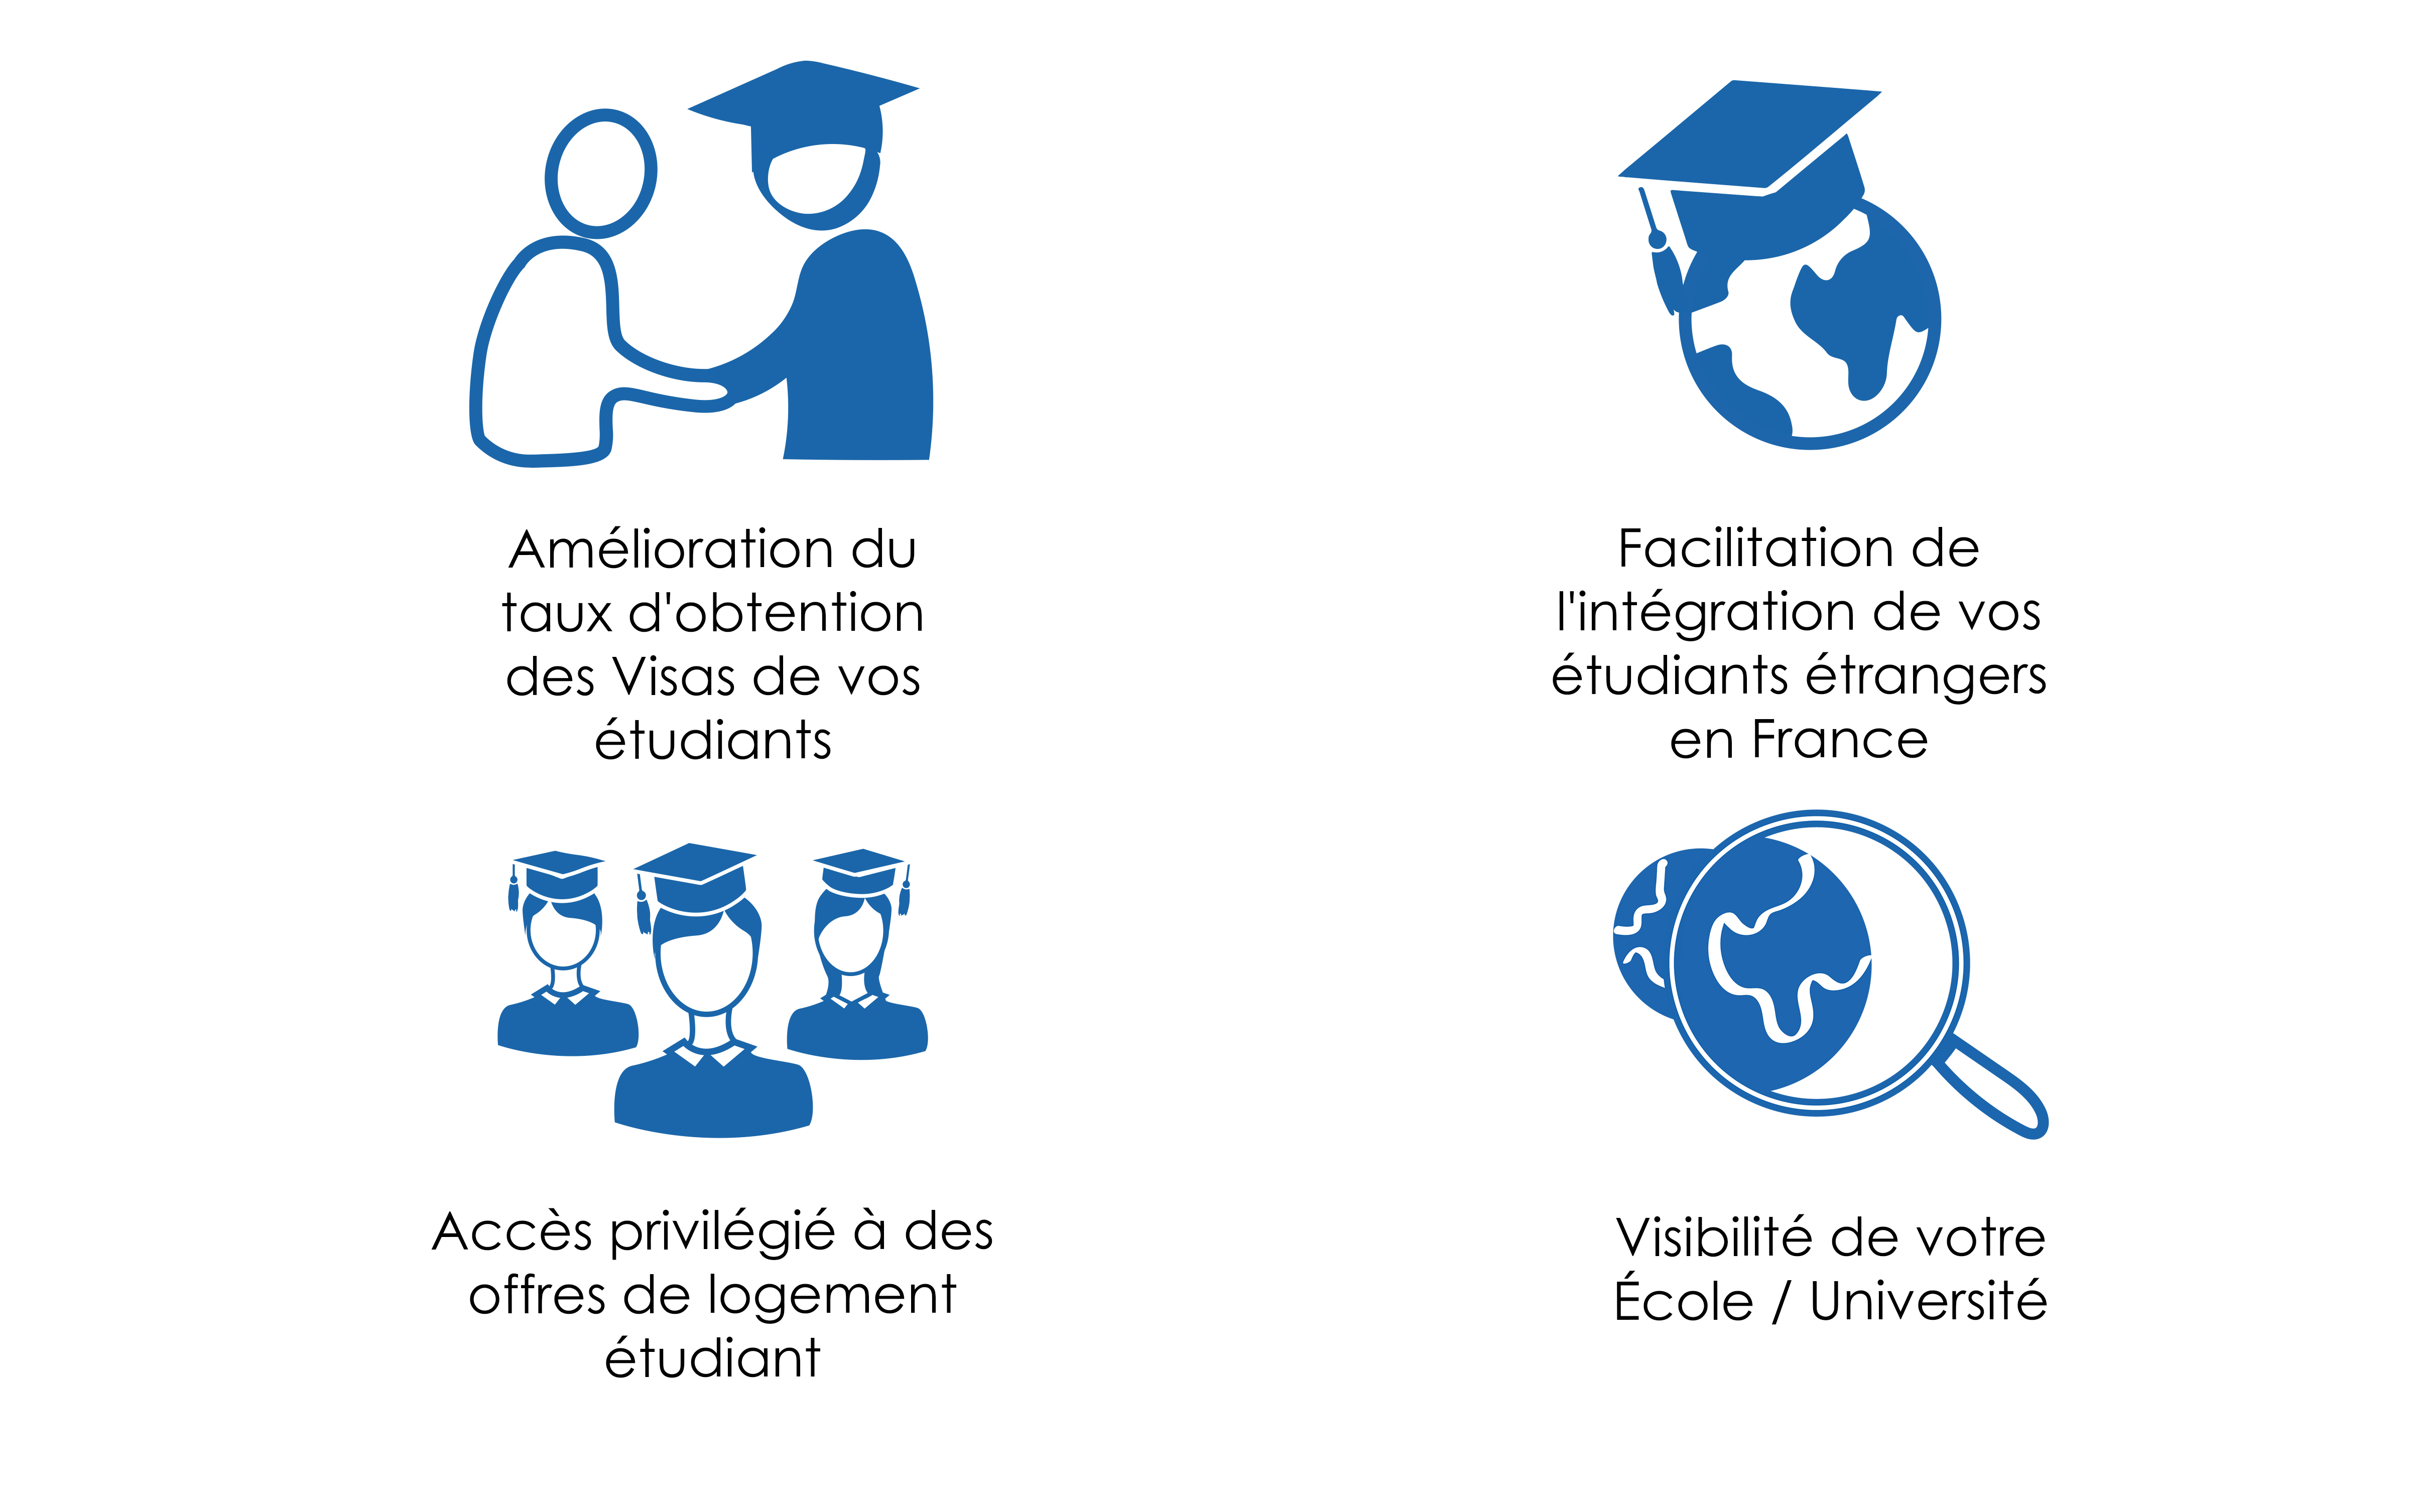 Amélioration du
taux d'obtention
des Visas de vos
étudiants
Facilitation de
l'intégration de vos
étudiants étrangers
en France
Accès privilégié à des
offres de logement
étudiant
Visibilité de votre
École / Université